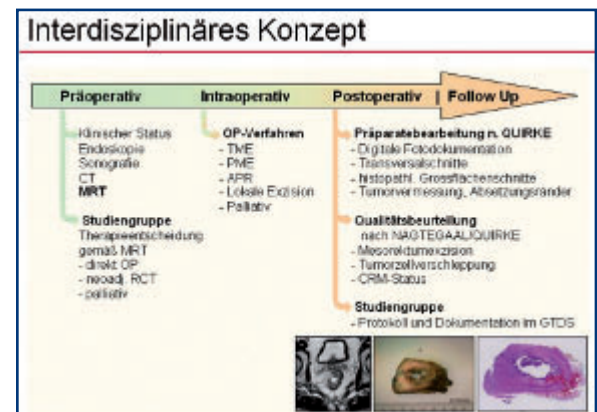 Interdisziplinäres Konzept
Präoperativ Intraoperativ Postoperativ | Follow Up
Klinischer Status
Endoskopie
Sonografie
CT
MRT
Studiengruppe
Therapieentscheidung
gemäß MRT
- direkt OP
- neoadj. RCT
- palliativ
OP-Verfahren
- TME
- PME
- APR
- Lokale Exzision
- Palliativ
Präparatebearbeitung n. QUIRKE
- Digitale Fotodokumentation
- Transversalschnitte
- histopathl. Grossflächenschnitte
- Tumorvermessung, Absetzungsränder
Qualitätsbeurteilung
nach NAGTEGAAL/QUIRKE
- Mesorektumexzision
- Tumorzellverschleppung
- CRM-Status
Studiengruppe
- Protokoll und Dokumentation im GTDS